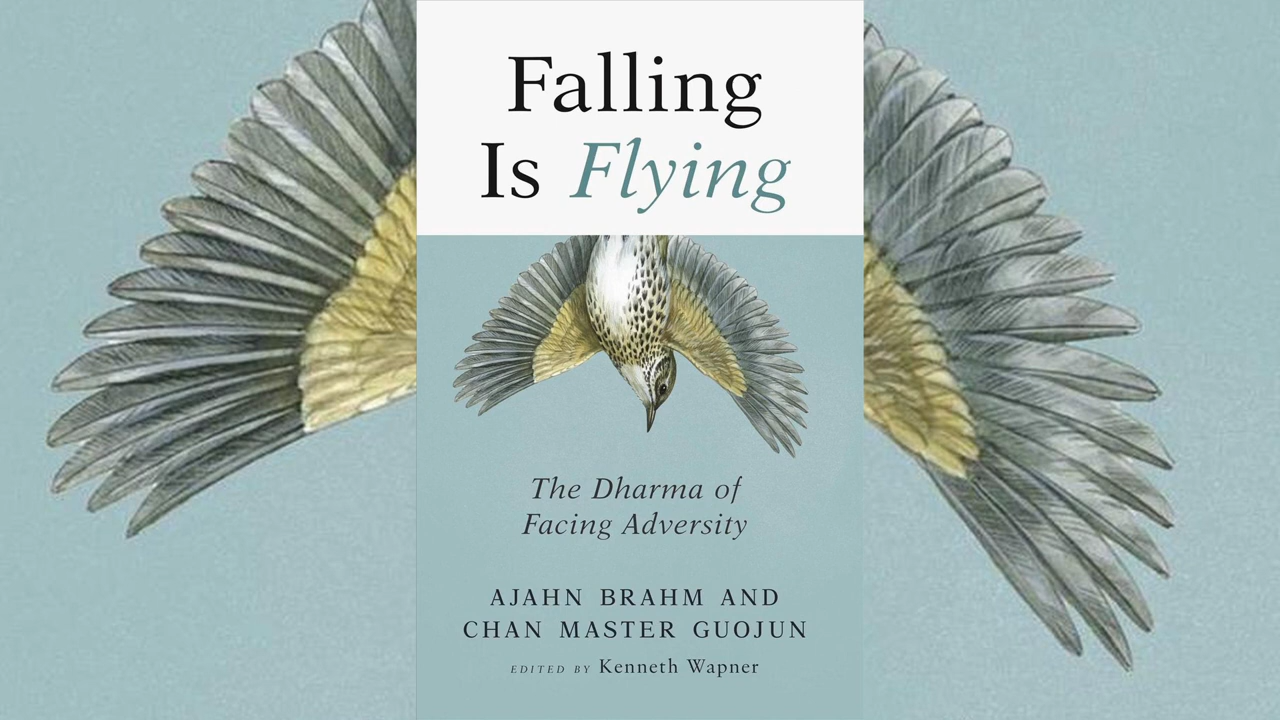 Falling
Is Flying
The Dharma of
Facing Adversity
AJAHN BRAHM AND
CHAN MASTER GUOJUN
EDITED BY Kenneth Wapner